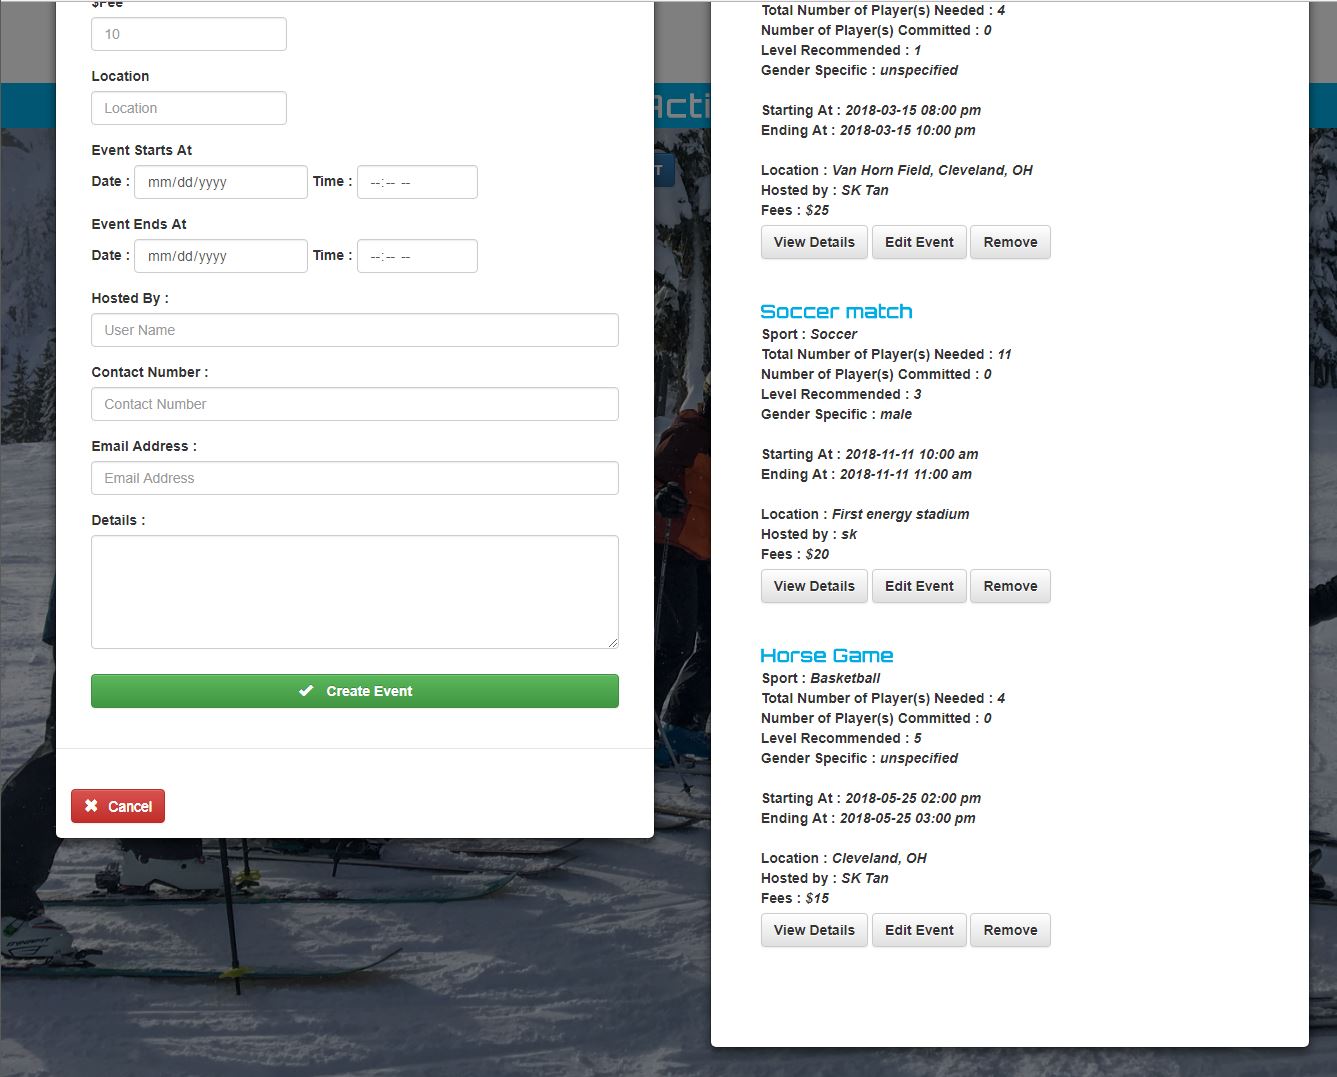 $Fee
10
Location
Location
Event Starts At
Date : mm/dd/yyyy Time : --:-- --
Event Ends At
Date : mm/dd/yyyy Time : --:-- --
Hosted By :
User Name
Contact Number :
Contact Number
Email Address :
Email Address
Details :
Create Event
Cancel
Acti
T
Total Number of Player(s) Needed : 4
Number of Player(s) Committed : 0
Level Recommended : 1
Gender Specific : unspecified
Starting At : 2018-03-15 08:00 pm
Ending At : 2018-03-15 10:00 pm
Location : Van Horn Field, Cleveland, OH
Hosted by : SK Tan
Fees : $25
View Details Edit Event Remove
Soccer match
Sport : Soccer
Total Number of Player(s) Needed : 11
Number of Player(s) Committed : 0
Level Recommended : 3
Gender Specific : male
Starting At : 2018-11-11 10:00 am
Ending At : 2018-11-11 11:00 am
Location : First energy stadium
Hosted by : sk
Fees : $20
View Details Edit Event Remove
Horse Game
Sport : Basketball
Total Number of Player(s) Needed : 4
Number of Player(s) Committed : 0
Level Recommended : 5
Gender Specific : unspecified
Starting At : 2018-05-25 02:00 pm
Ending At : 2018-05-25 03:00 pm
Location : Cleveland, OH
Hosted by : SK Tan
Fees : $15
View Details Edit Event Remove